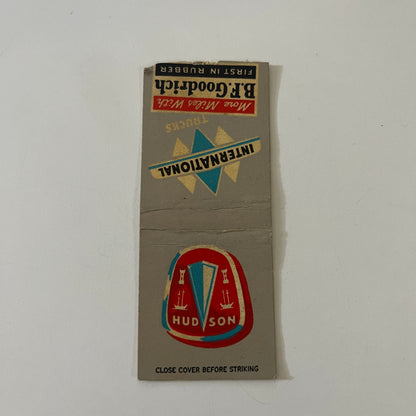 More Miles With
B.F. Goodrich
FIRST IN RUBBER
INTERNATIONAL
TRUCKS
HUDSON
CLOSE COVER BEFORE STRIKING